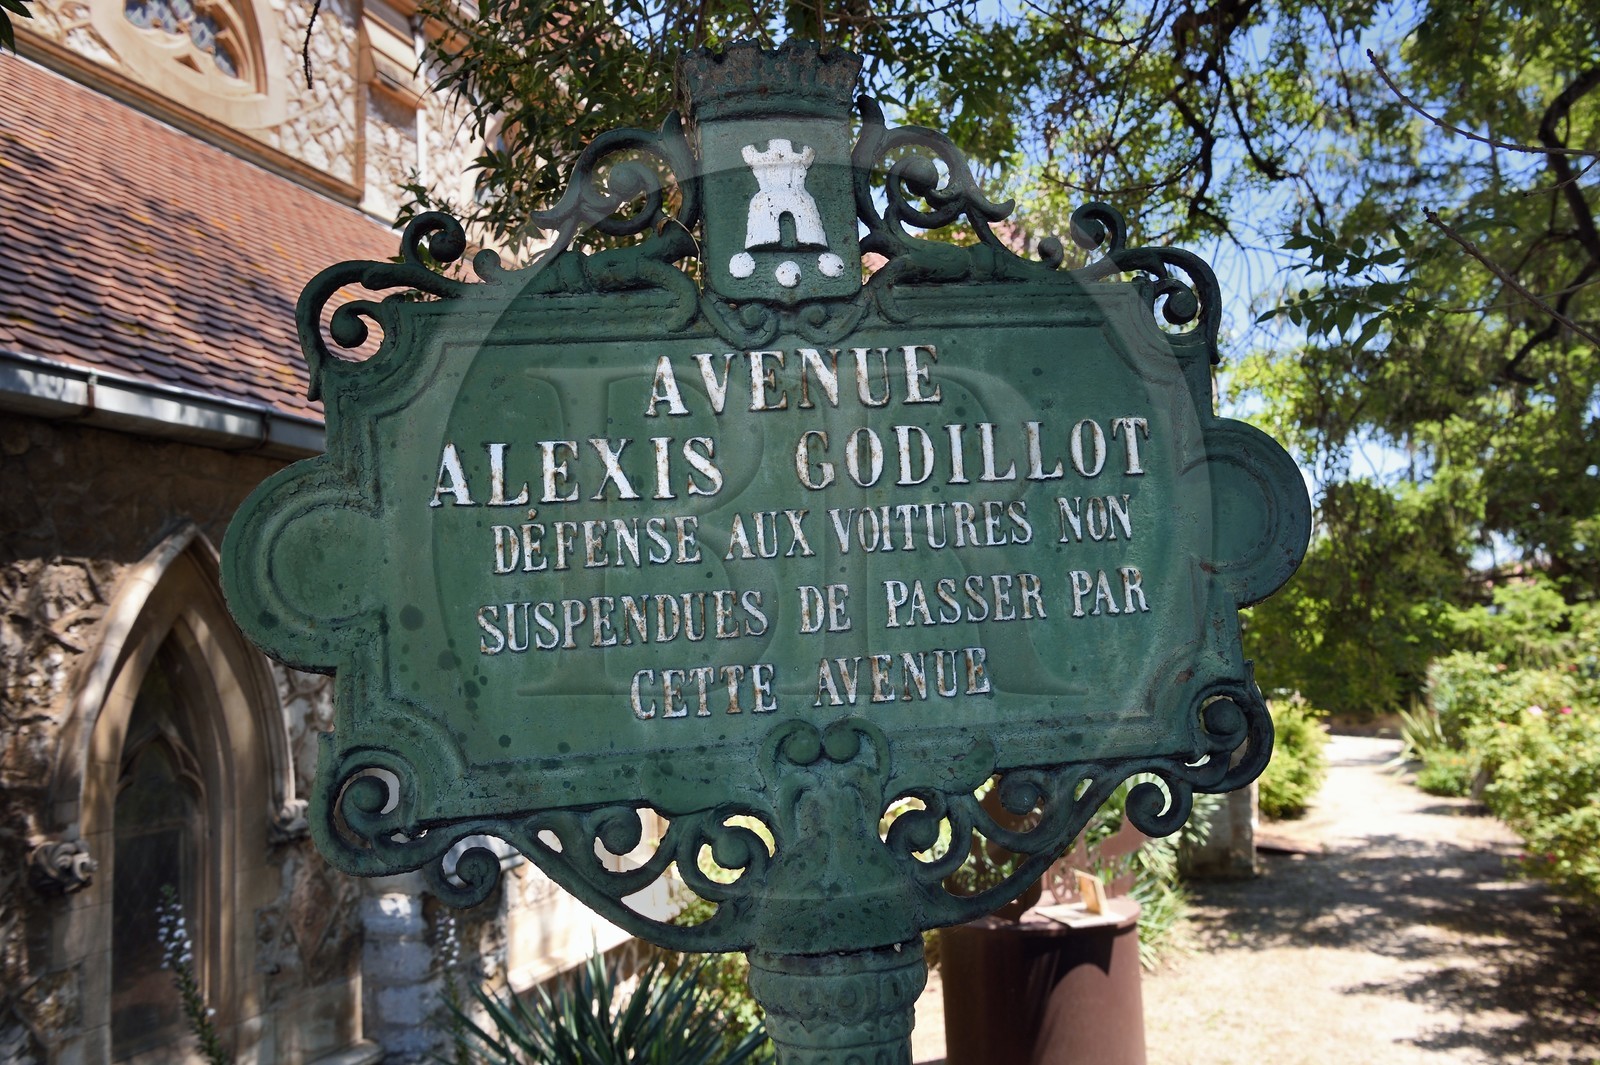 AVENUE
ALEXIS GODILLOT
DÉFENSE AUX VOITURES NON
SUSPENDUES DE PASSER PAR
CETTE AVENUE